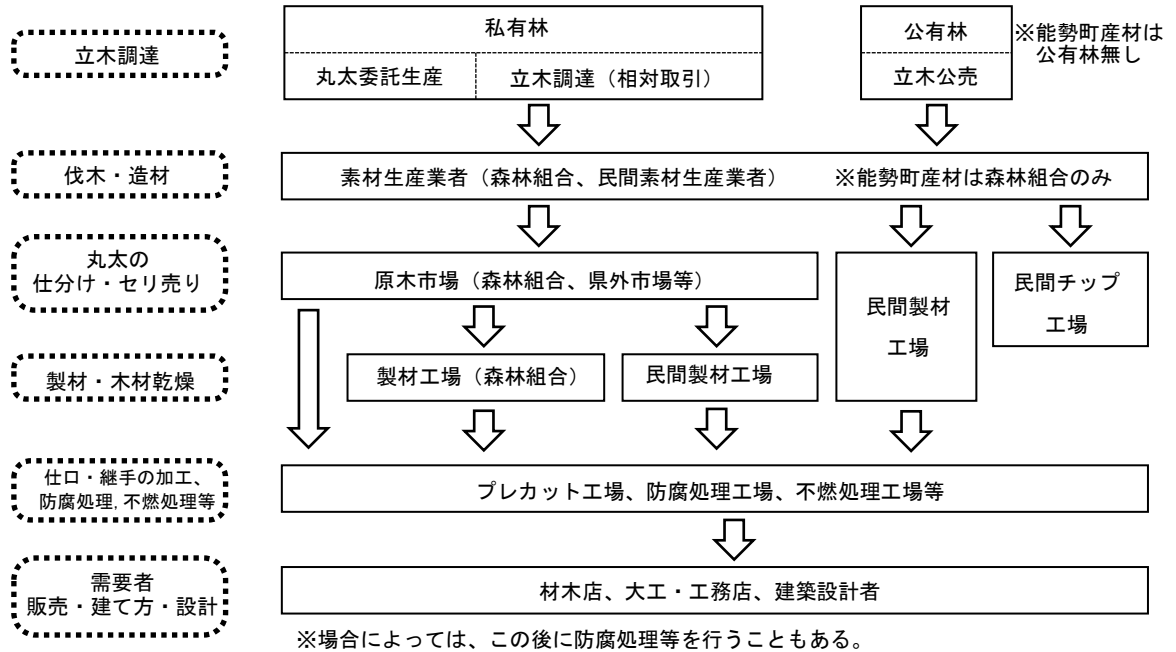 立木調達
私有林
丸太委託生産
立木調達（相対取引）
公有林
立木公売
※能勢町産材は
公有林無し
伐木・造材
素材生産業者（森林組合、民間素材生産業者） ※能勢町産材は森林組合のみ
丸太の
仕分け・セリ売り
原木市場（森林組合、県外市場等）
民間製材
工場
民間チップ
工場
製材・木材乾燥
製材工場（森林組合）
民間製材工場
仕口・継手の加工、
防腐処理,不燃処理等
プレカット工場、防腐処理工場、不燃処理工場等
需要者
販売・建て方・設計
材木店、大工・工務店、建築設計者
※場合によっては、この後に防腐処理等を行うこともある。